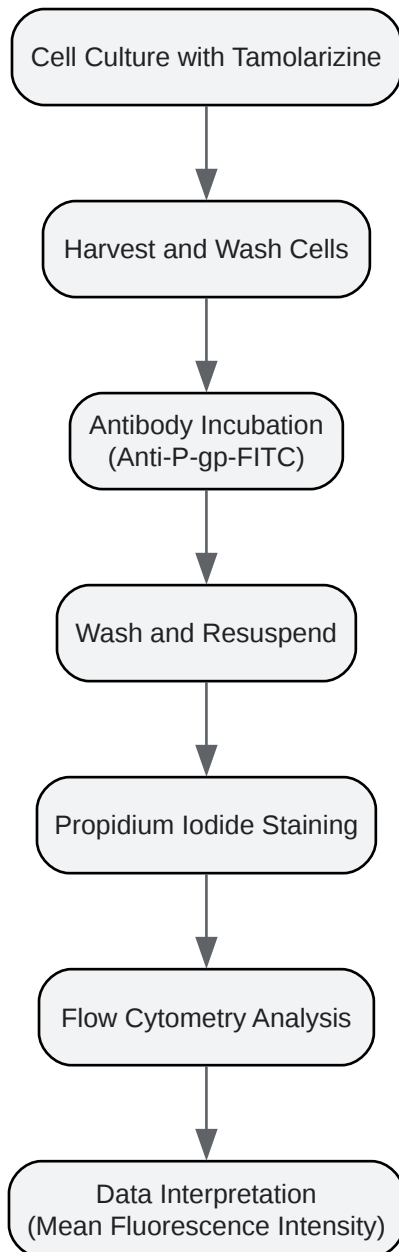 Cell Culture with Tamolarizine
Harvest and Wash Cells
Antibody Incubation
(Anti-P-gp-FITC)
Wash and Resuspend
Propidium Iodide Staining
Flow Cytometry Analysis
Data Interpretation
(Mean Fluorescence Intensity)